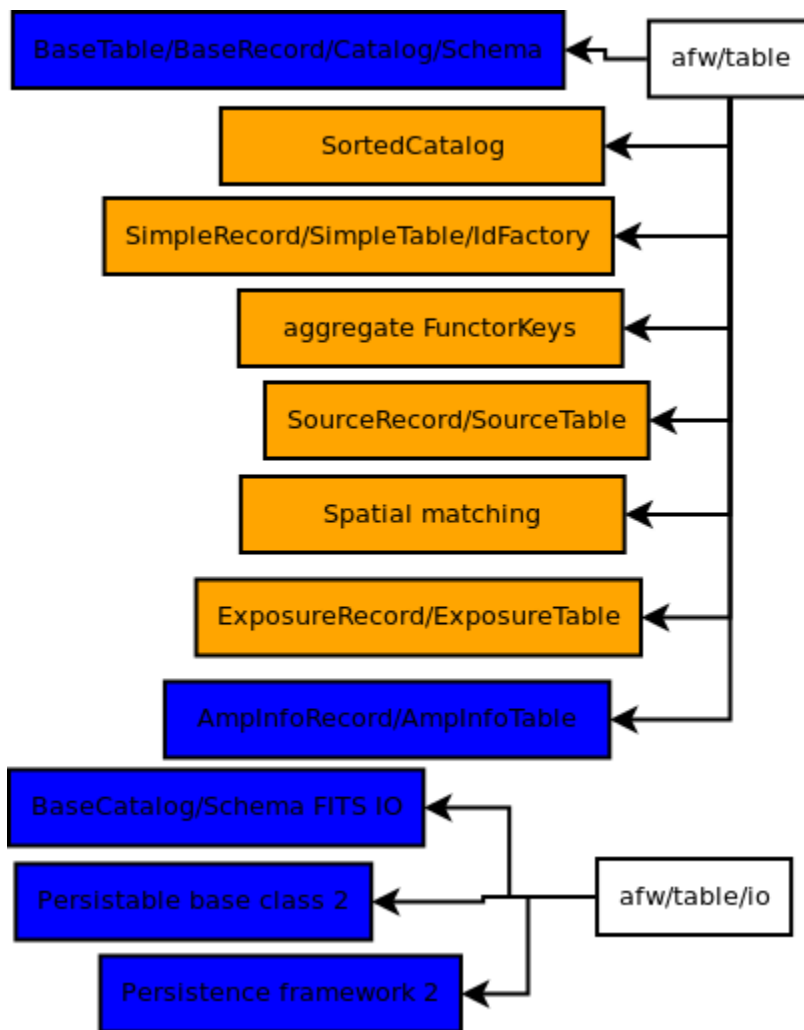 BaseTable/BaseRecord/Catalog/Schema
afw/table
SortedCatalog
SimpleRecord/SimpleTable/IdFactory
aggregate FunctorKeys
SourceRecord/SourceTable
Spatial matching
ExposureRecord/ExposureTable
AmpInfoRecord/AmpInfoTable
BaseCatalog/Schema FITS IO
Persistable base class 2
afw/table/io
Persistence framework 2